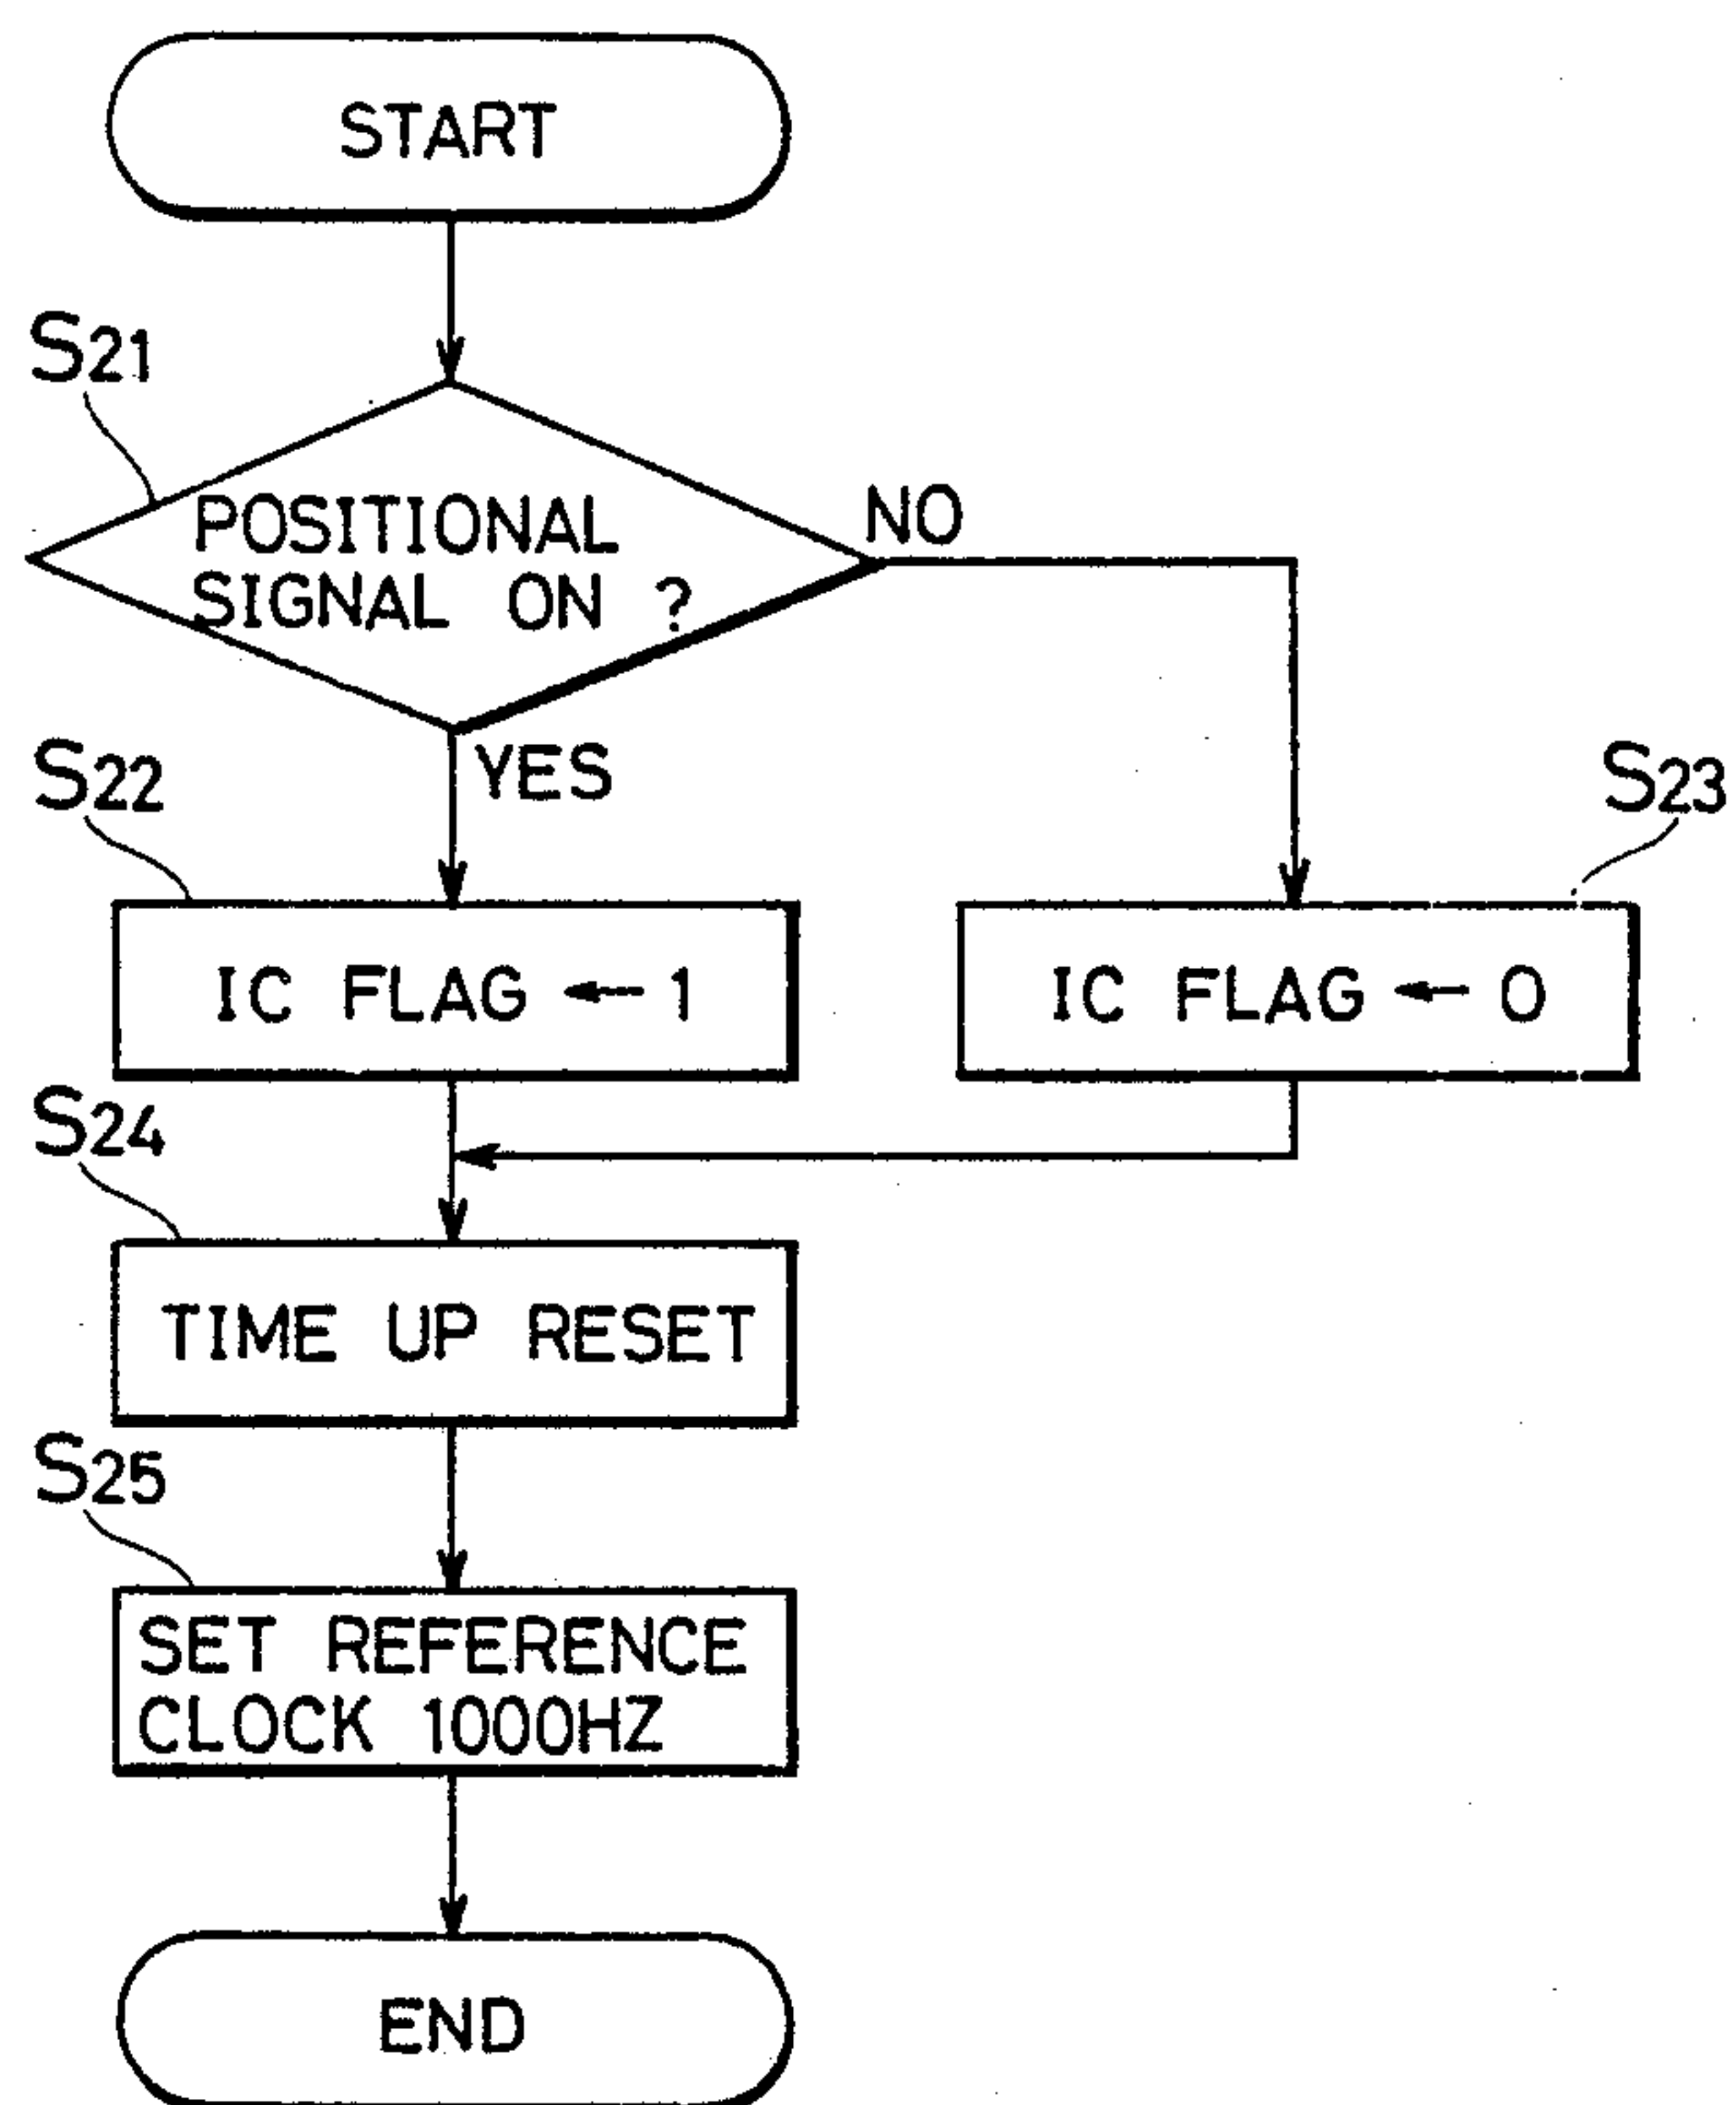 START
S21
POSITIONAL
SIGNAL ON ?
NO
YES
S22
S23
IC FLAG ← 1
IC FLAG ← 0
S24
TIME UP RESET
S25
SET REFERENCE
CLOCK 1000HZ
END